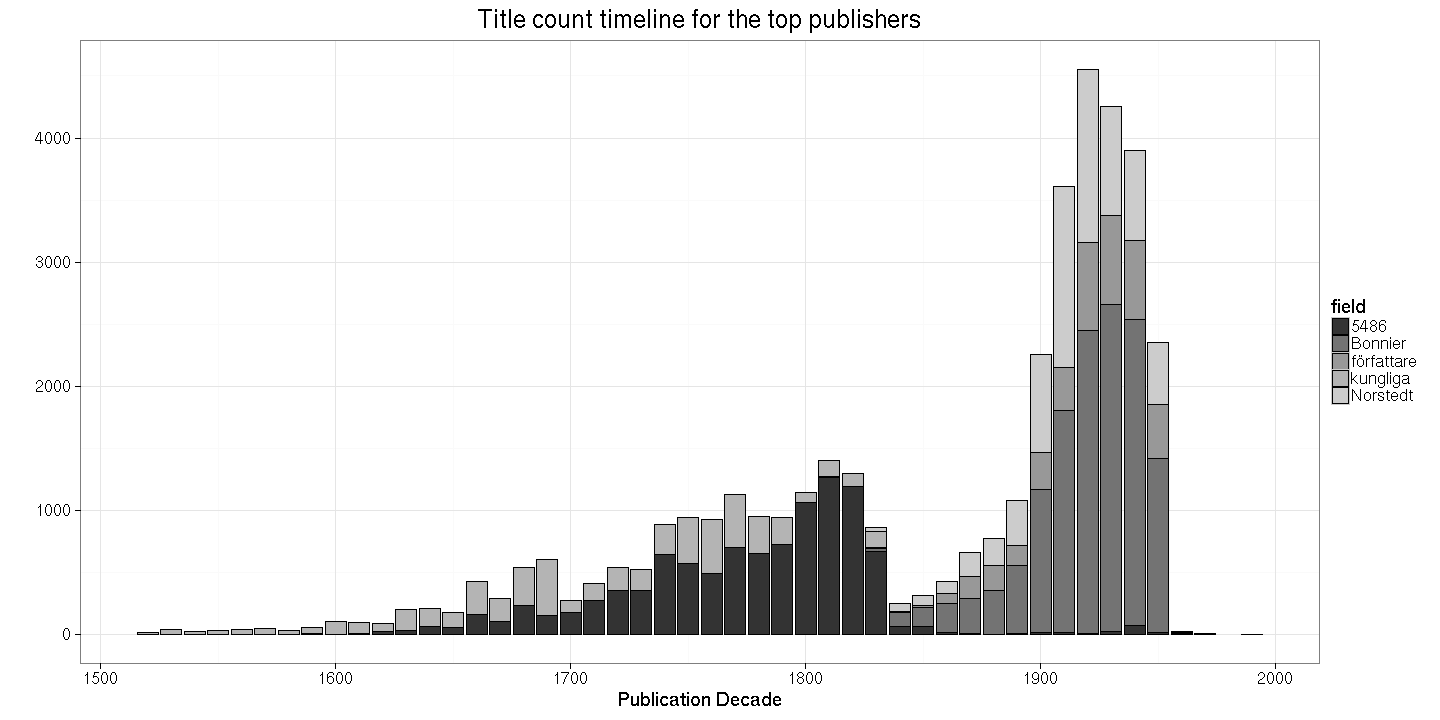 Title count timeline for the top publishers
4000
3000
2000
1000
0
1500 1600 1700 1800 1900 2000
Publication Decade
field
5486
Bonnier
författare
kungliga
Norstedt